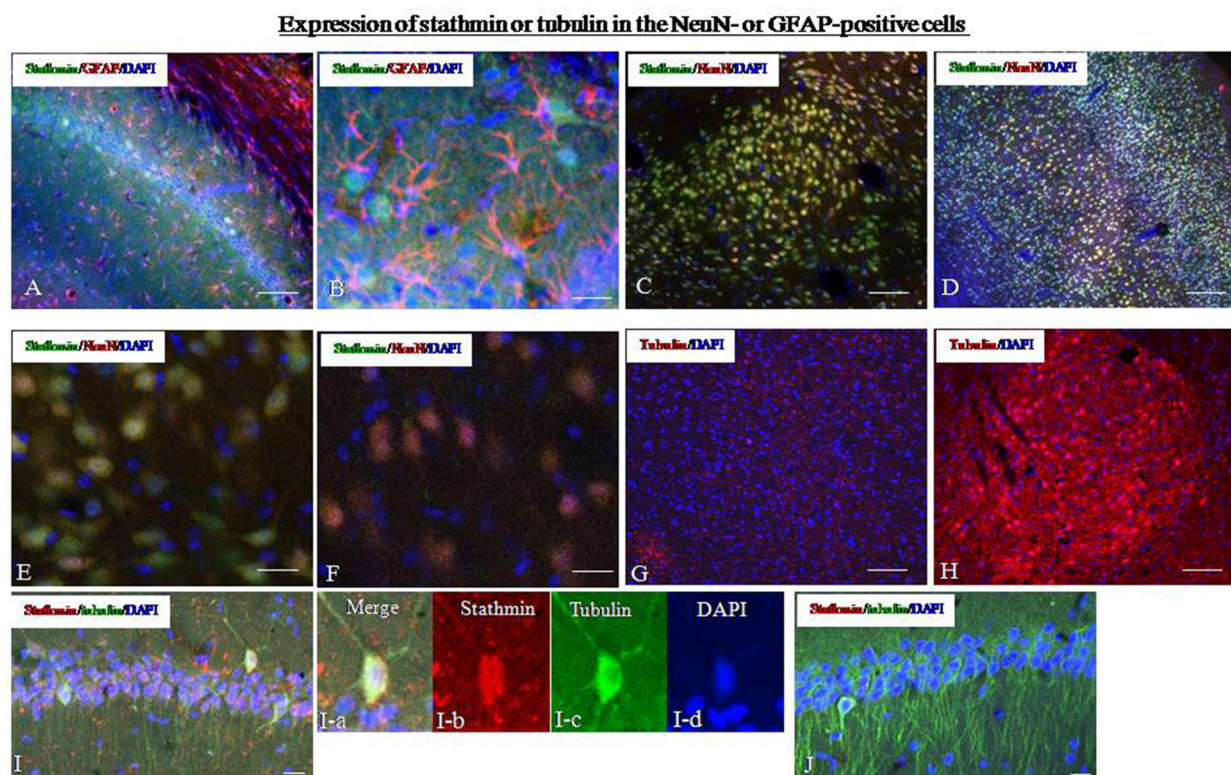 Expression of stathmin or tubulin in the NeuN- or GFAP-positive cells
Stathmin/GFAP/DAPI
Stathmin/GFAP/DAPI
Stathmin/NeuN/DAPI
Stathmin/NeuN/DAPI
A
B
C
D
Stathmin/NeuN/DAPI
Stathmin/NeuN/DAPI
Tubulin/DAPI
Tubulin/DAPI
E
F
G
H
Stathmin/tubulin/DAPI
Merge
Stathmin
Tubulin
DAPI
Stathmin/tubulin/DAPI
I
I-a
I-b
I-c
I-d
J